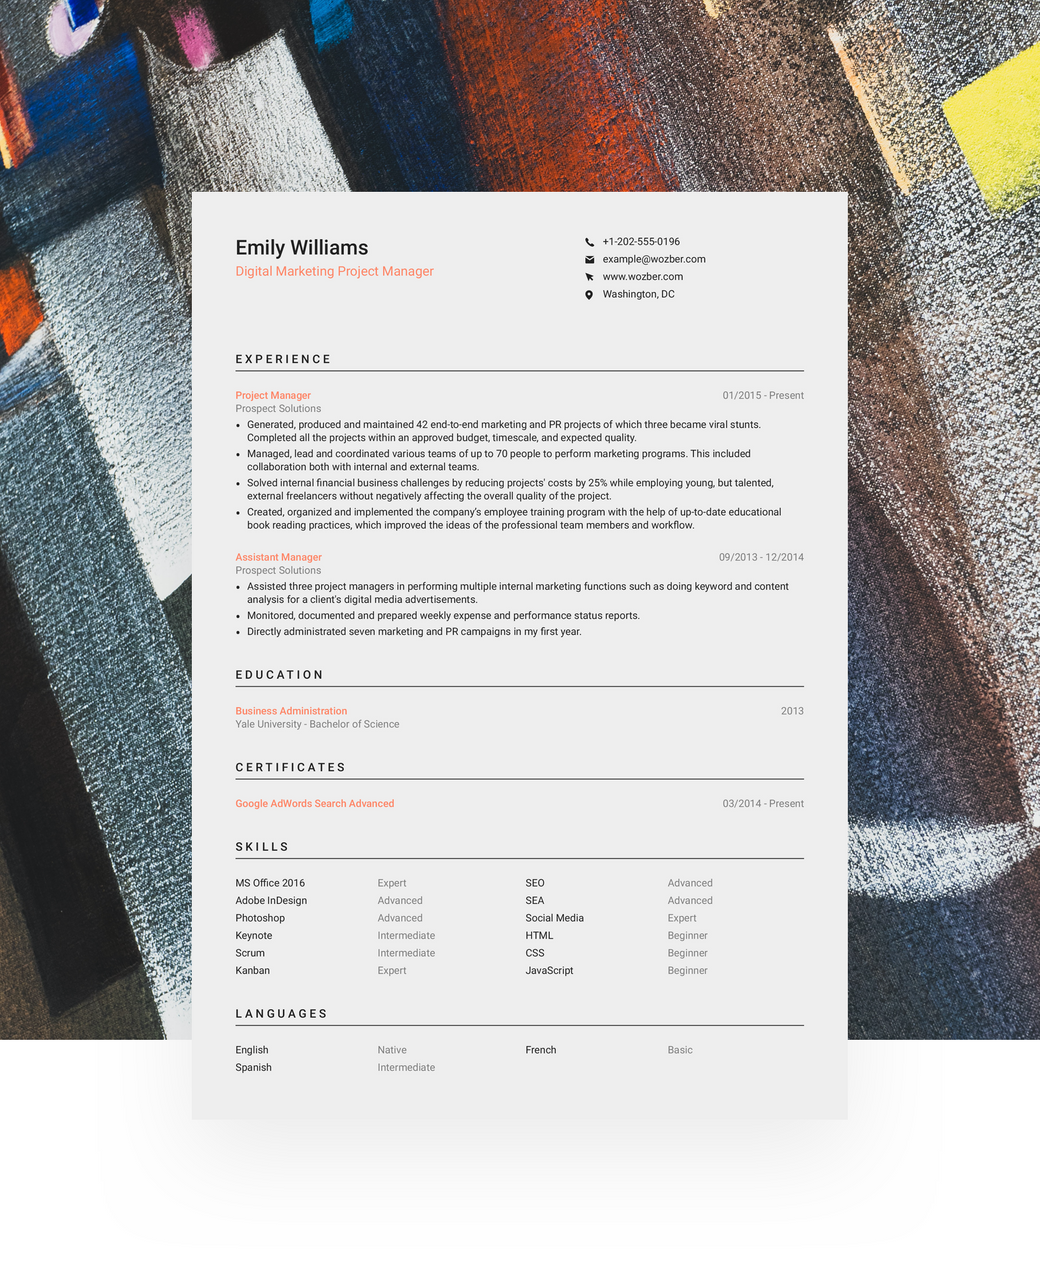 Emily Williams
Digital Marketing Project Manager
+1-202-555-0196
example@wozber.com
www.wozber.com
Washington, DC
EXPERIENCE
Project Manager 01/2015 - Present
Prospect Solutions
• Generated, produced and maintained 42 end-to-end marketing and PR projects of which three became viral stunts.
Completed all the projects within an approved budget, timescale, and expected quality.
• Managed, lead and coordinated various teams of up to 70 people to perform marketing programs. This included
collaboration both with internal and external teams.
• Solved internal financial business challenges by reducing projects' costs by 25% while employing young, but talented,
external freelancers without negatively affecting the overall quality of the project.
• Created, organized and implemented the company's employee training program with the help of up-to-date educational
book reading practices, which improved the ideas of the professional team members and workflow.
Assistant Manager 09/2013 - 12/2014
Prospect Solutions
• Assisted three project managers in performing multiple internal marketing functions such as doing keyword and content
analysis for a client's digital media advertisements.
• Monitored, documented and prepared weekly expense and performance status reports.
• Directly administrated seven marketing and PR campaigns in my first year.
EDUCATION
Business Administration 2013
Yale University - Bachelor of Science
CERTIFICATES
Google AdWords Search Advanced 03/2014 - Present
SKILLS
MS Office 2016 Expert SEO Advanced
Adobe InDesign Advanced SEA Advanced
Photoshop Advanced Social Media Expert
Keynote Intermediate HTML Beginner
Scrum Intermediate CSS Beginner
Kanban Expert JavaScript Beginner
LANGUAGES
English Native French Basic
Spanish Intermediate